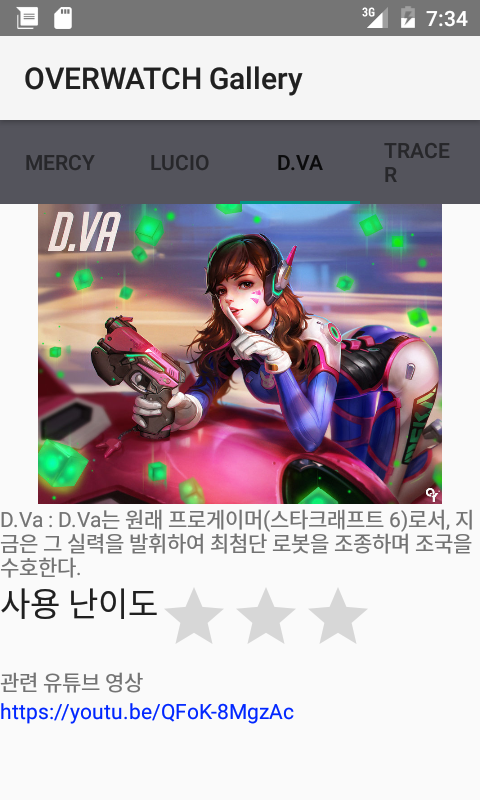 3G 7:34
OVERWATCH Gallery
MERCY LUCIO D.VA TRACE
R
D.VA
D.Va : D.Va는 원래 프로게이머(스타크래프트 6)로서, 지
금은 그 실력을 발휘하여 최첨단 로봇을 조종하며 조국을
수호한다.
사용 난이도
관련 유튜브 영상
https://youtu.be/QFoK-8MgzAc